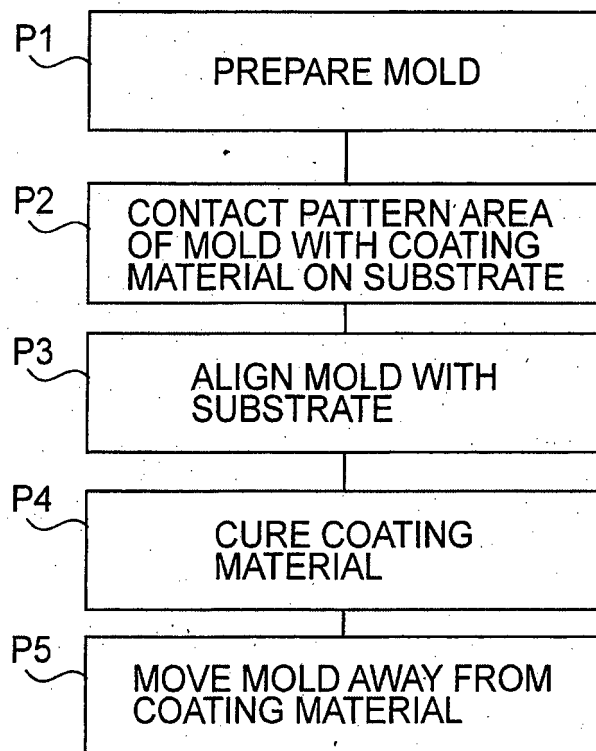 P1
PREPARE MOLD
P2
CONTACT PATTERN AREA
OF MOLD WITH COATING
MATERIAL ON SUBSTRATE
P3
ALIGN MOLD WITH
SUBSTRATE
P4
CURE COATING
MATERIAL
P5
MOVE MOLD AWAY FROM
COATING MATERIAL